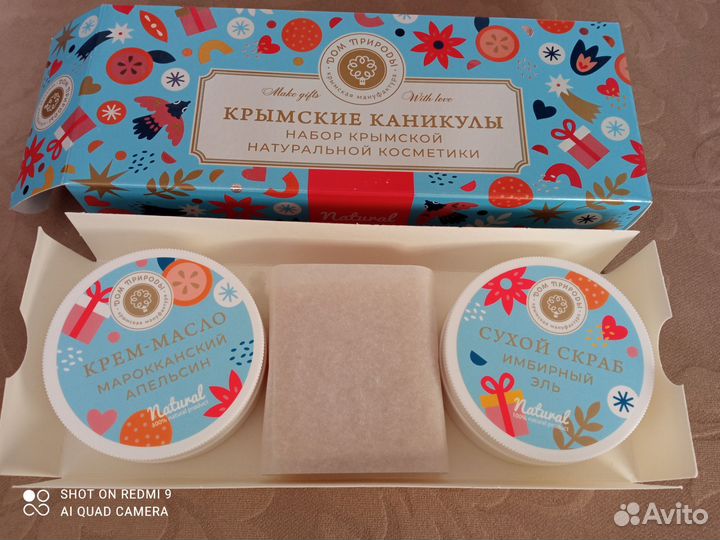 ДОМ ПРИРОДЫ
крымская мануфактура
Make gifts With love
КРЫМСКИЕ КАНИКУЛЫ
НАБОР КРЫМСКОЙ
НАТУРАЛЬНОЙ КОСМЕТИКИ
Natural
ДОМ ПРИРОДЫ
крымская мануфактура
КРЕМ-МАСЛО
МАРОККАНСКИЙ
АПЕЛЬСИН
Natural
100% natural product
ДОМ ПРИРОДЫ
крымская мануфактура
СУХОЙ СКРАБ
ИМБИРНЫЙ
ЭЛЬ
Natural
100% natural product
SHOT ON REDMI 9
AI QUAD CAMERA
Avito